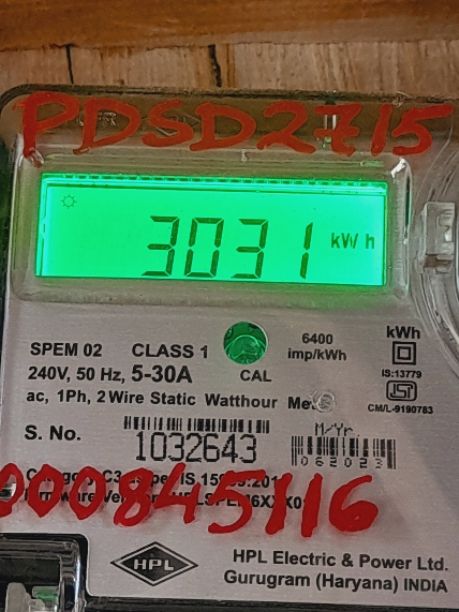 PDSD2715
3031 kWh
SPEM 02 CLASS 1
6400 imp/kWh
kWh
240V, 50 Hz, 5-30A
CAL
IS:13779
ac, 1Ph, 2 Wire Static Watthour
CM/L-9190783
S. No. 1032643
M/Yr
062023
000845116
HPL
HPL Electric & Power Ltd.
Gurugram (Haryana) INDIA